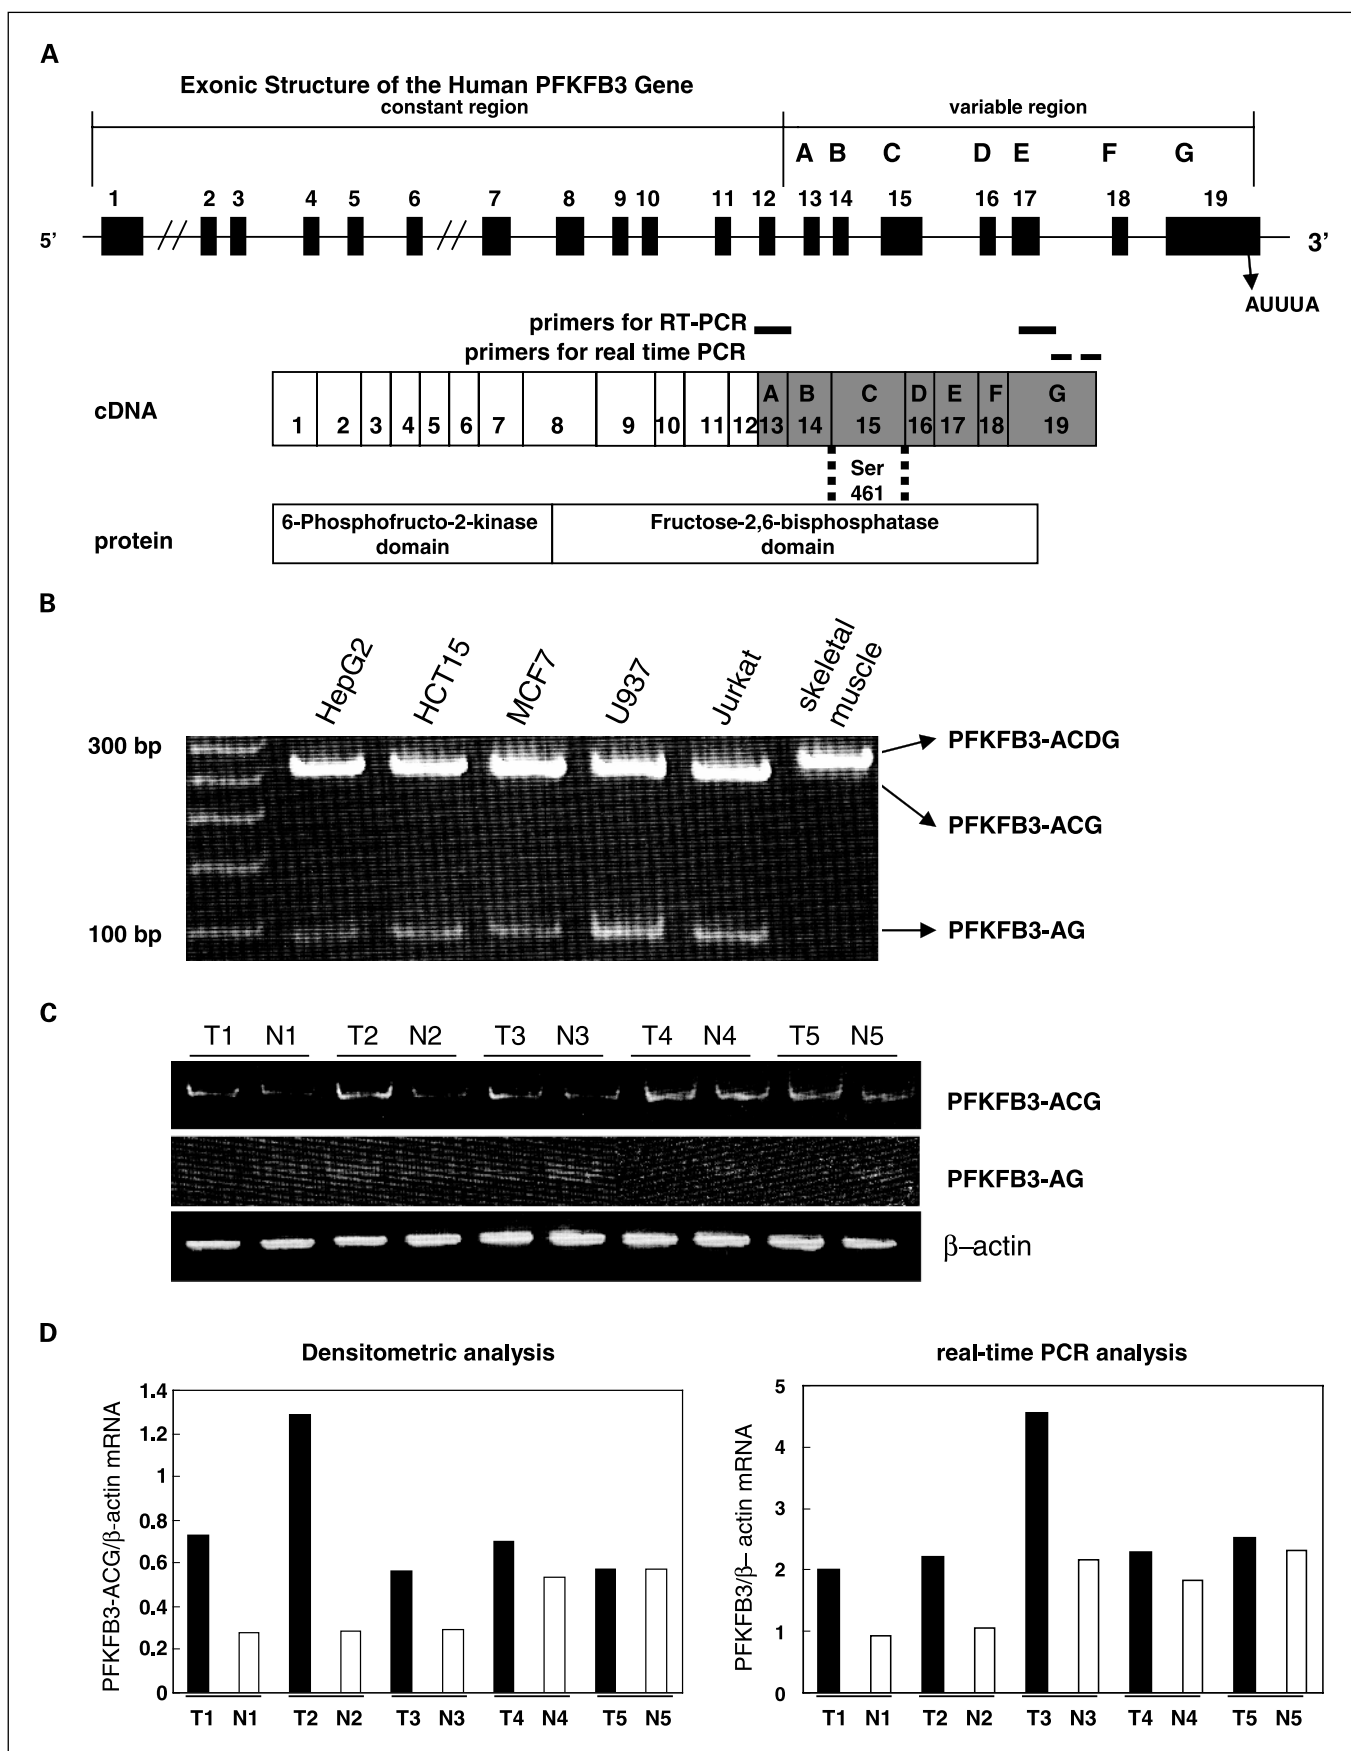 A
Exonic Structure of the Human PFKFB3 Gene
constant region
variable region
A B C D E F G
1 2 3 4 5 6 7 8 9 10 11 12 13 14 15 16 17 18 19
5’ // // 3’
AUUUA
primers for RT-PCR
primers for real time PCR
cDNA
A B C D E F G
1 2 3 4 5 6 7 8 9 10 11 12 13 14 15 16 17 18 19
Ser
461
protein
6-Phosphofructo-2-kinase
domain
Fructose-2,6-bisphosphatase
domain
B
HepG2
HCT15
MCF7
U937
Jurkat
skeletal
muscle
300 bp
PFKFB3-ACDG
PFKFB3-ACG
100 bp
PFKFB3-AG
C
T1 N1 T2 N2 T3 N3 T4 N4 T5 N5
PFKFB3-ACG
PFKFB3-AG
β–actin
D
Densitometric analysis
PFKFB3-ACG/β-actin mRNA
1.4
1.2
1
0.8
0.6
0.4
0.2
0
T1 N1 T2 N2 T3 N3 T4 N4 T5 N5
real-time PCR analysis
PFKFB3/β– actin mRNA
5
4
3
2
1
0
T1 N1 T2 N2 T3 N3 T4 N4 T5 N5